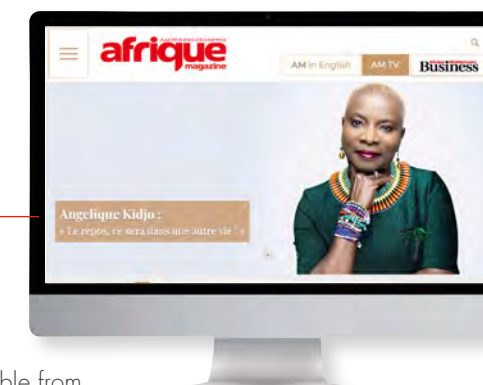 afrique
magazine
AM in English
AM TV
Business
Angelique Kidjo :
« Le repos, ce sera dans une autre vie ! »
ble from